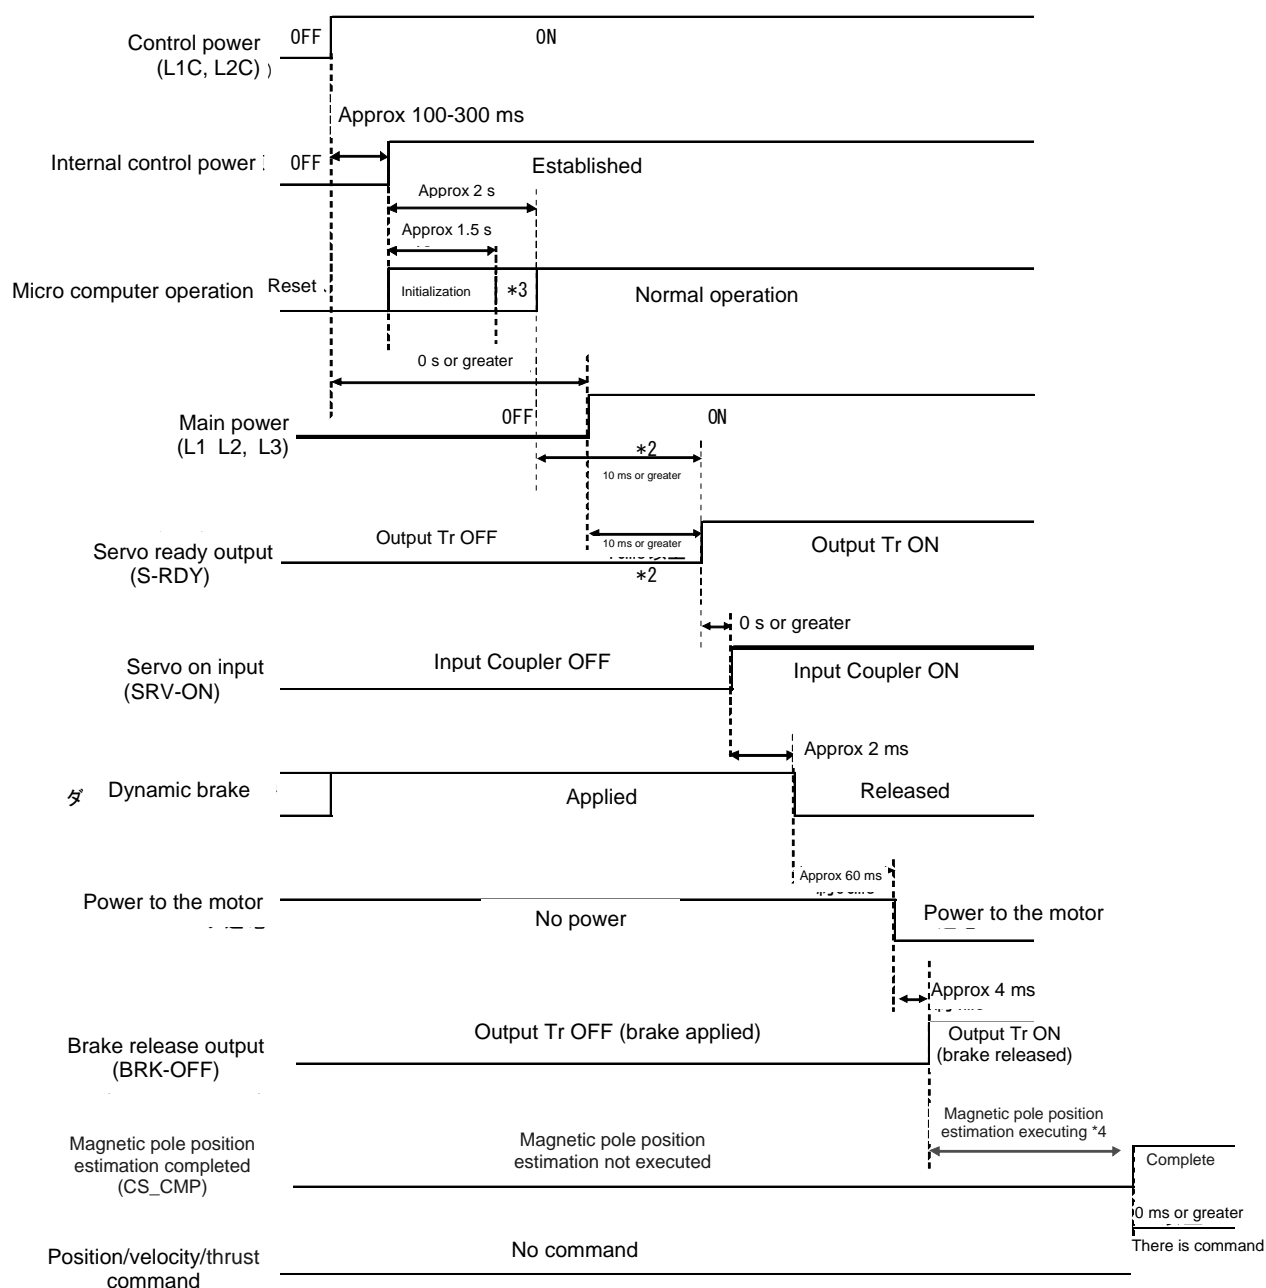 Control power
(L1C, L2C) )
OFF
ON
Approx 100-300 ms
Internal control power
OFF
Established
Approx 2 s
Approx 1.5 s
Micro computer operation
Reset
Initialization
*3
Normal operation
0 s or greater
Main power
(L1 L2, L3)
OFF
ON
*2
10 ms or greater
Servo ready output
(S-RDY)
Output Tr OFF
10 ms or greater
*2
Output Tr ON
0 s or greater
Servo on input
(SRV-ON)
Input Coupler OFF
Input Coupler ON
Approx 2 ms
ダ Dynamic brake
Applied
Released
Approx 60 ms
Power to the motor
No power
Power to the motor
Approx 4 ms
Brake release output
(BRK-OFF)
Output Tr OFF (brake applied)
Output Tr ON
(brake released)
Magnetic pole position
estimation executing *4
Magnetic pole position
estimation completed
(CS_CMP)
Magnetic pole position
estimation not executed
Complete
0 ms or greater
Position/velocity/thrust
command
No command
There is command